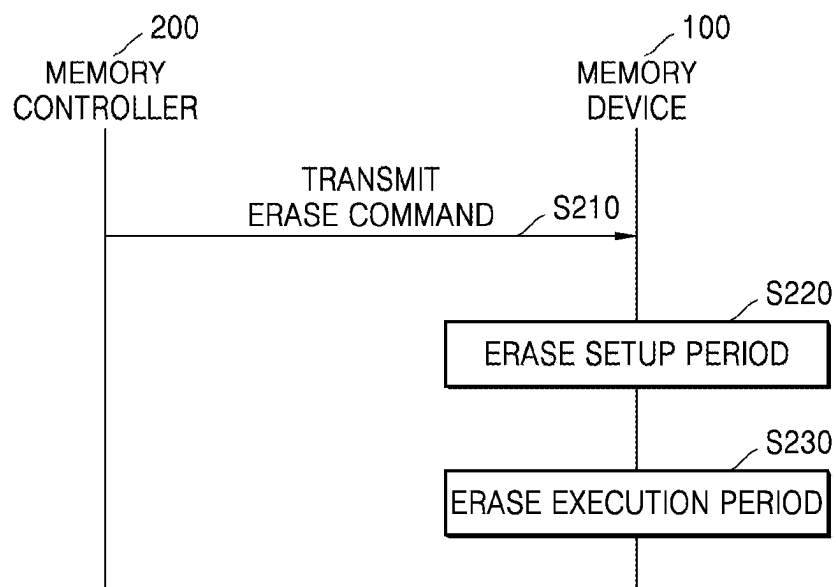 200
MEMORY
CONTROLLER
100
MEMORY
DEVICE
TRANSMIT
ERASE COMMAND
S210
S220
ERASE SETUP PERIOD
S230
ERASE EXECUTION PERIOD